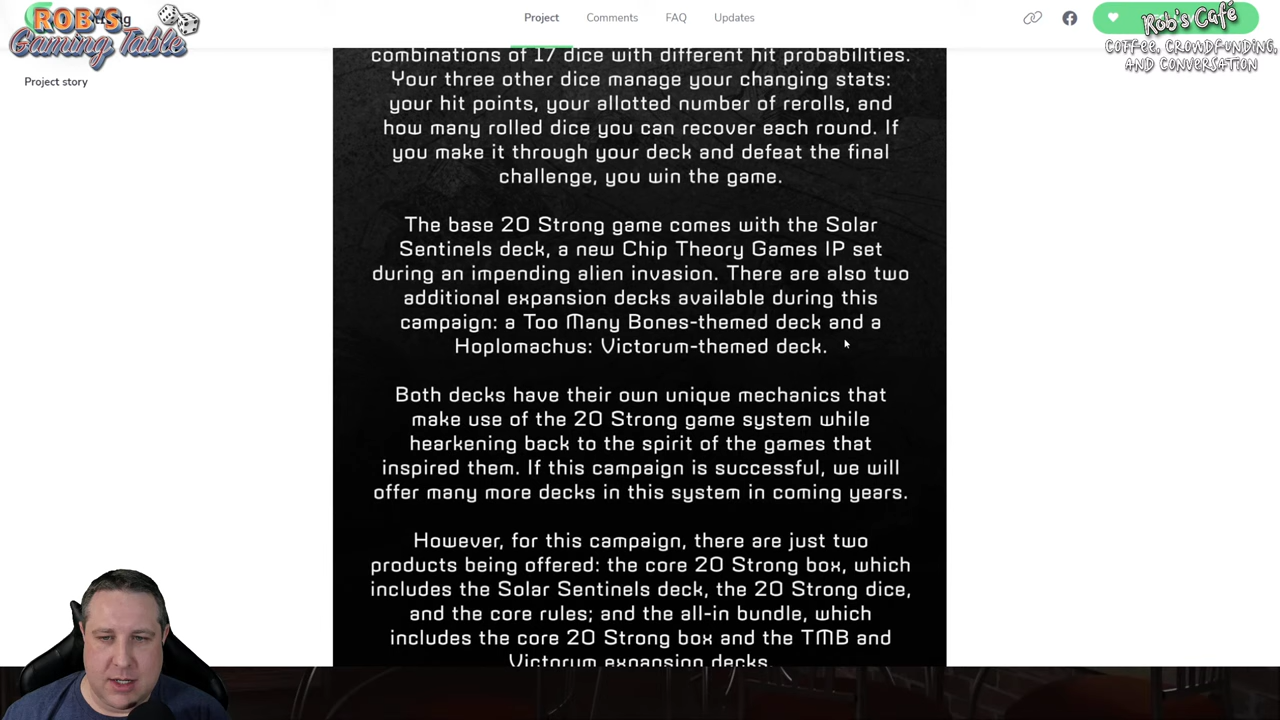 ROB'S
Gaming Table
Project
Comments
FAQ
Updates
Rob's Café
COFFEE, CROWDFUNDING,
AND CONVERSATION
Project story
combinations of 17 dice with different hit probabilities.
Your three other dice manage your changing stats:
your hit points, your allotted number of rerolls, and
how many rolled dice you can recover each round. If
you make it through your deck and defeat the final
challenge, you win the game.
The base 20 Strong game comes with the Solar
Sentinels deck, a new Chip Theory Games IP set
during an impending alien invasion. There are also two
additional expansion decks available during this
campaign: a Too Many Bones-themed deck and a
Hoplomachus: Victorum-themed deck.
Both decks have their own unique mechanics that
make use of the 20 Strong game system while
hearkening back to the spirit of the games that
inspired them. If this campaign is successful, we will
offer many more decks in this system in coming years.
However, for this campaign, there are just two
products being offered: the core 20 Strong box, which
includes the Solar Sentinels deck, the 20 Strong dice,
and the core rules; and the all-in bundle, which
includes the core 20 Strong box and the TMB and
Victorum expansion decks.